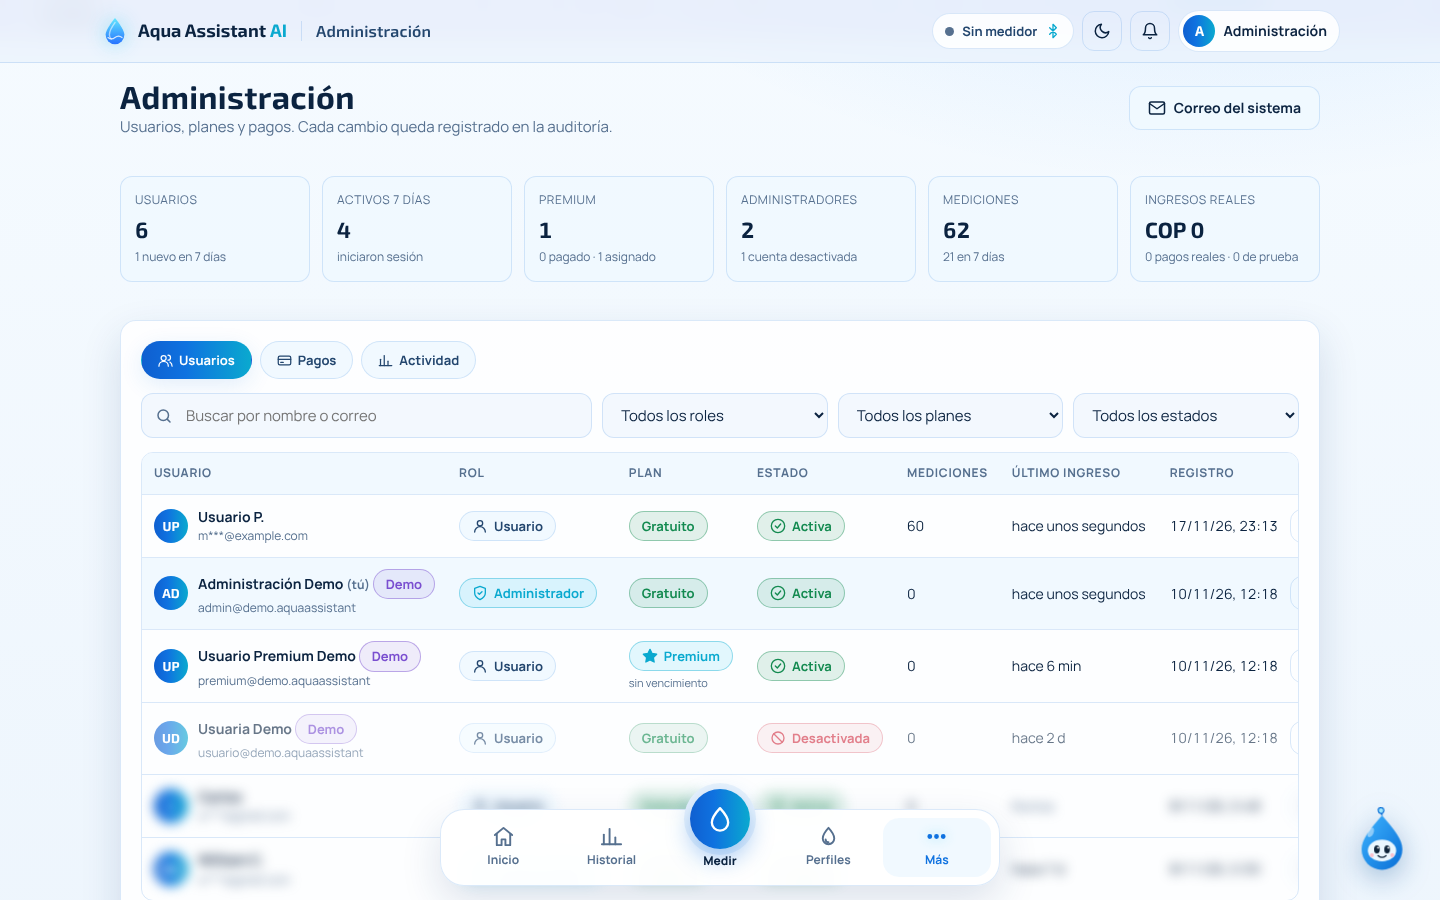 Aqua Assistant AI
Administración
Sin medidor
A
Administración
Administración
Usuarios, planes y pagos. Cada cambio queda registrado en la auditoría.
Correo del sistema
USUARIOS
6
1 nuevo en 7 días
ACTIVOS 7 DÍAS
4
iniciaron sesión
PREMIUM
1
0 pagado · 1 asignado
ADMINISTRADORES
2
1 cuenta desactivada
MEDICIONES
62
21 en 7 días
INGRESOS REALES
COP 0
0 pagos reales · 0 de prueba
Usuarios
Pagos
Actividad
Buscar por nombre o correo
Todos los roles
Todos los planes
Todos los estados
USUARIO ROL PLAN ESTADO MEDICIONES ÚLTIMO INGRESO REGISTRO
UP Usuario P. Usuario Gratuito Activa 60 hace unos segundos 17/11/26, 23:13
m***@example.com
AD Administración Demo (tú) Demo Administrador Gratuito Activa 0 hace unos segundos 10/11/26, 12:18
admin@demo.aquaassistant
UP Usuario Premium Demo Demo Usuario Premium Activa 0 hace 6 min 10/11/26, 12:18
premium@demo.aquaassistant sin vencimiento
UD Usuaria Demo Demo Usuario Gratuito Desactivada 0 hace 2 d 10/11/26, 12:18
usuario@demo.aquaassistant
Inicio
Historial
Medir
Perfiles
Más